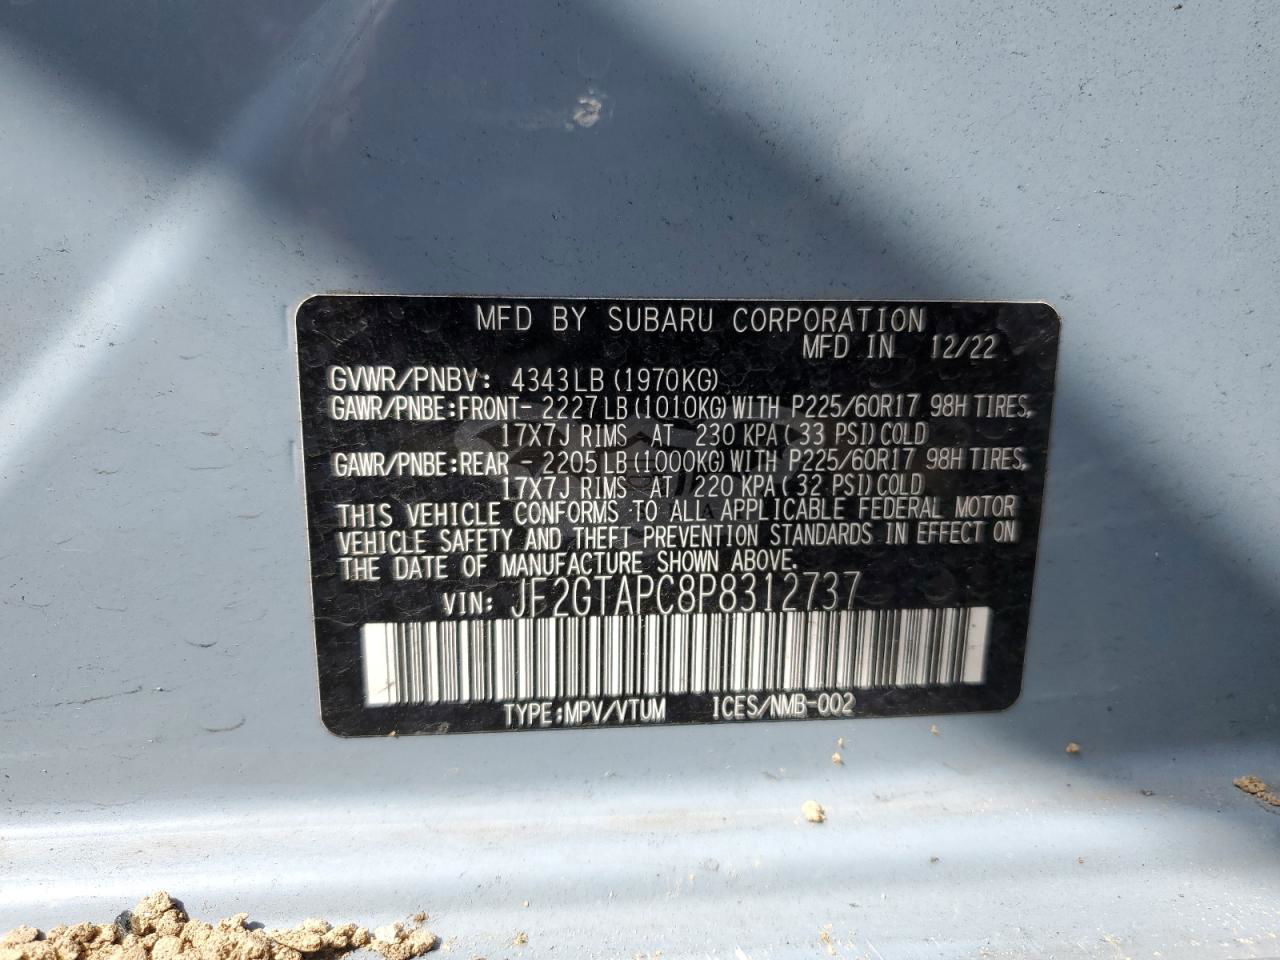 MFD BY SUBARU CORPORATION
MFD IN 12/22
GVWR/PNBV: 4343LB (1970KG)
GAWR/PNBE:FRONT- 2227LB(1010KG)WITH P225/60R17 98H TIRES,
17X7J RIMS AT 230 KPA( 33 PSI)COLD
GAWR/PNBE:REAR - 2205LB(1000KG)WITH P225/60R17 98H TIRES,
17X7J RIMS AT 220 KPA( 32 PSI)COLD
THIS VEHICLE CONFORMS TO ALL APPLICABLE FEDERAL MOTOR
VEHICLE SAFETY AND THEFT PREVENTION STANDARDS IN EFFECT ON
THE DATE OF MANUFACTURE SHOWN ABOVE.
VIN: JF2GTAPC8P8312737
TYPE:MPV/VTUM ICES/NMB-002